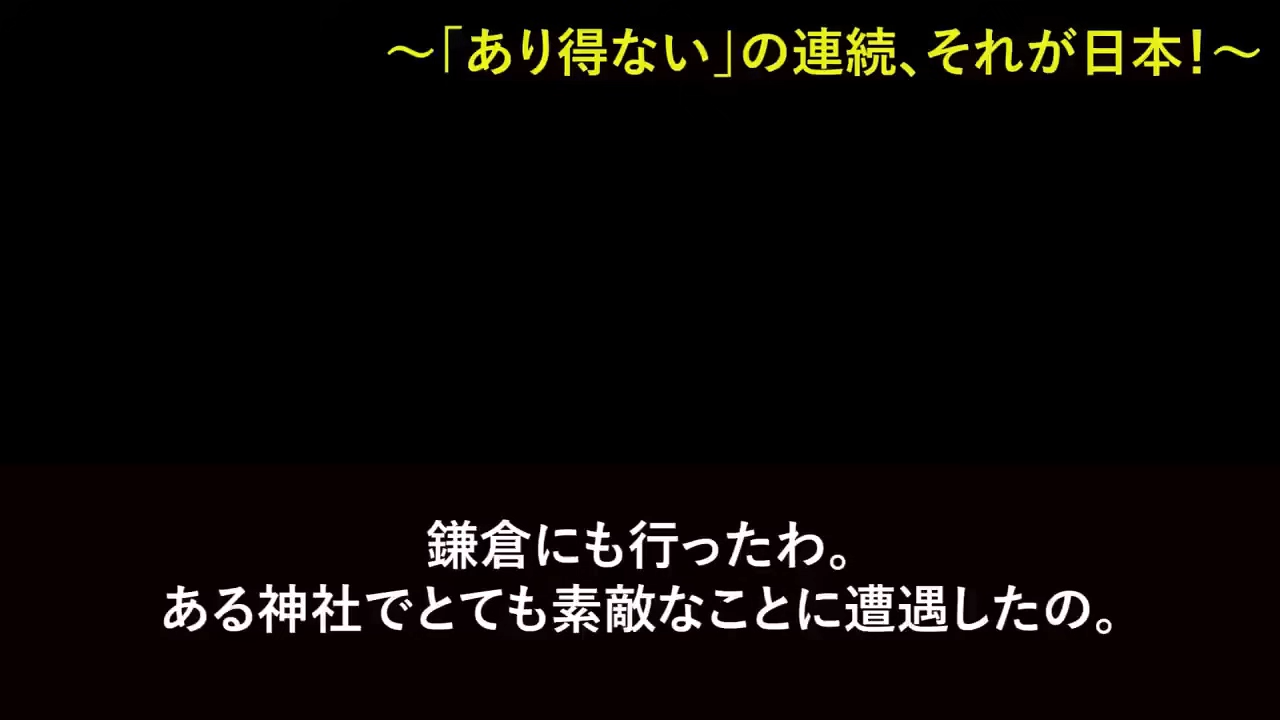 ～「あり得ない」の連続、それが日本！～
鎌倉にも行ったわ。
ある神社でとても素敵なことに遭遇したの。